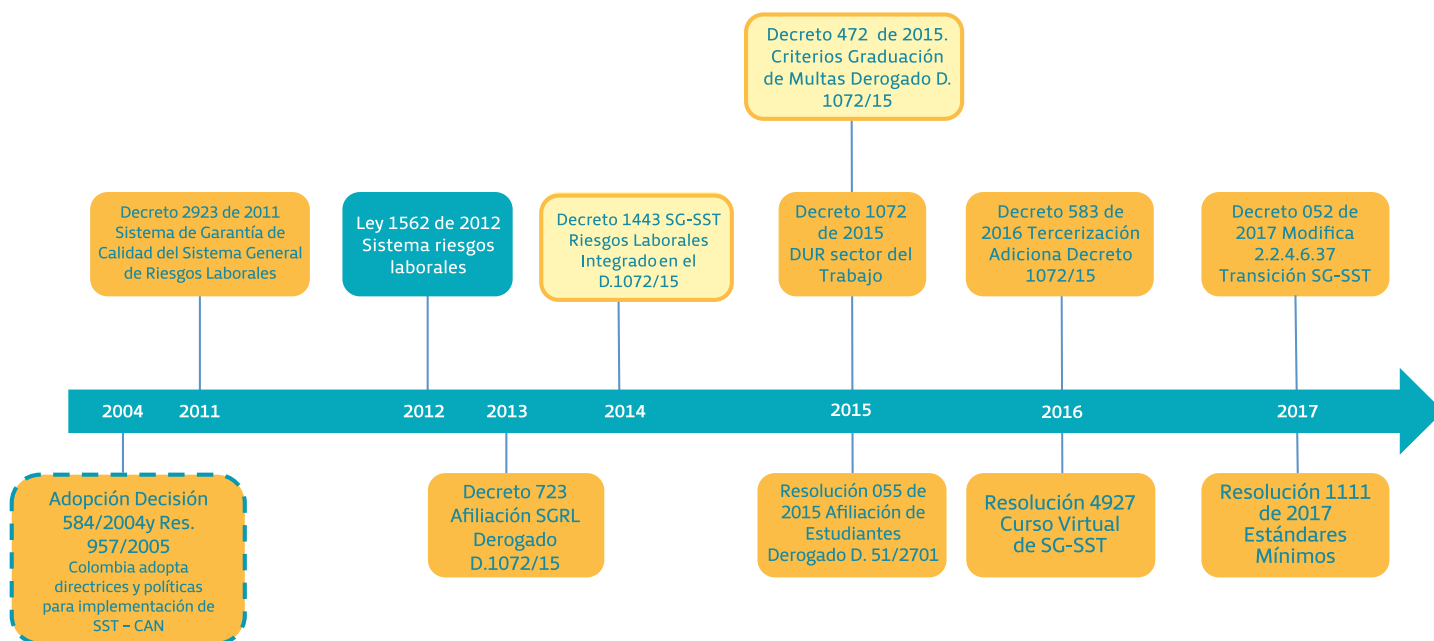 Decreto 472 de 2015.
Criterios Graduación
de Multas Derogado D.
1072/15
Decreto 2923 de 2011
Sistema de Garantía de
Calidad del Sistema General
de Riesgos Laborales
Ley 1562 de 2012
Sistema riesgos
laborales
Decreto 1443 SG-SST
Riesgos Laborales
Integrado en el
D.1072/15
Decreto 1072
de 2015
DUR sector del
Trabajo
Decreto 583 de
2016 Tercerización
Adiciona Decreto
1072/15
Decreto 052 de
2017 Modifica
2.2.4.6.37
Transición SG-SST
2004
2011
2012
2013
2014
2015
2016
2017
Adopción Decisión
584/2004y Res.
957/2005
Colombia adopta
directrices y políticas
para implementación de
SST – CAN
Decreto 723
Afiliación SGRL
Derogado
D.1072/15
Resolución 055 de
2015 Afiliación de
Estudiantes
Derogado D. 51/2701
Resolución 4927
Curso Virtual
de SG-SST
Resolución 1111
de 2017
Estándares
Mínimos